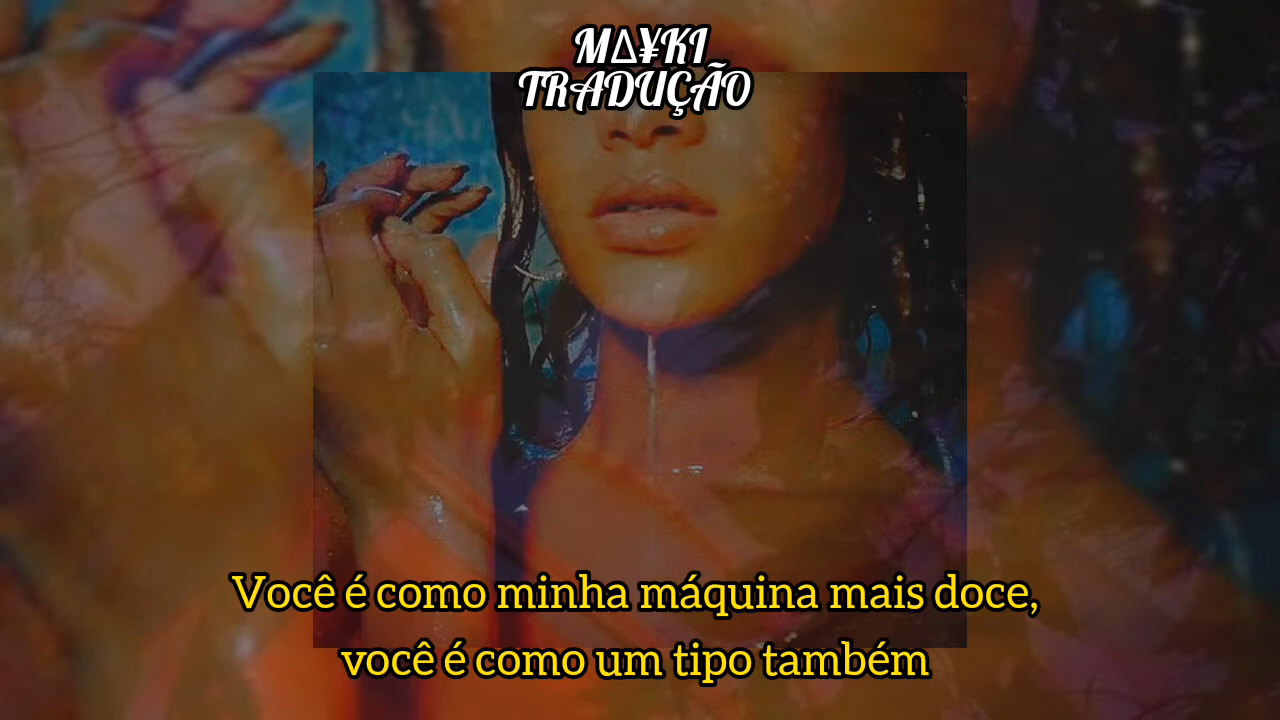 M∆¥KI
TRADUÇÃO
Você é como minha máquina mais doce,
você é como um tipo também